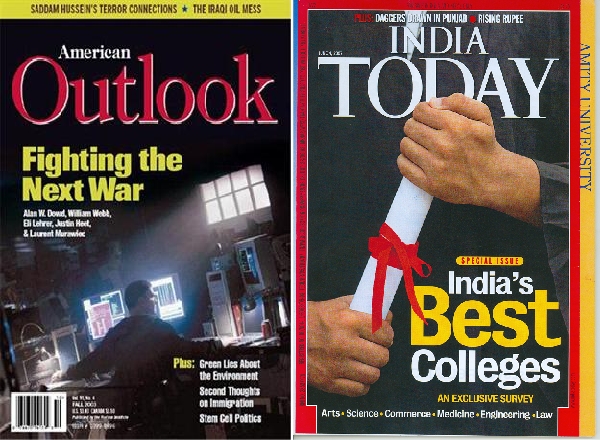 SADDAM HUSSEIN'S TERROR CONNECTIONS ★ THE IRAQI OIL MESS
American
Outlook
Fighting the
Next War
Alan W. Dowd, William Webb,
Eli Lehrer, Justin Heet,
& Laurent Murawiec
Plus: Green Lies About
the Environment
Second Thoughts
on Immigration
Stem Cell Politics
FALL 2003
PLUS: DAGGERS DRAWN IN PUNJAB ■ RISING RUPEE
INDIA
TODAY
SPECIAL ISSUE
India's
Best
Colleges
AN EXCLUSIVE SURVEY
Arts • Science • Commerce • Medicine • Engineering • Law
AMITY UNIVERSITY